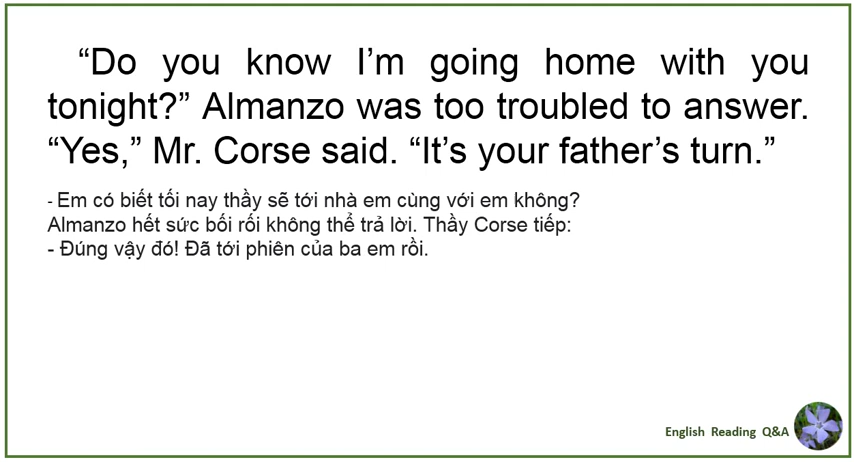 “Do you know I’m going home with you
tonight?” Almanzo was too troubled to answer.
“Yes,” Mr. Corse said. “It’s your father’s turn.”
- Em có biết tối nay thầy sẽ tới nhà em cùng với em không?
Almanzo hết sức bối rối không thể trả lời. Thầy Corse tiếp:
- Đúng vậy đó! Đã tới phiên của ba em rồi.
English Reading Q&A